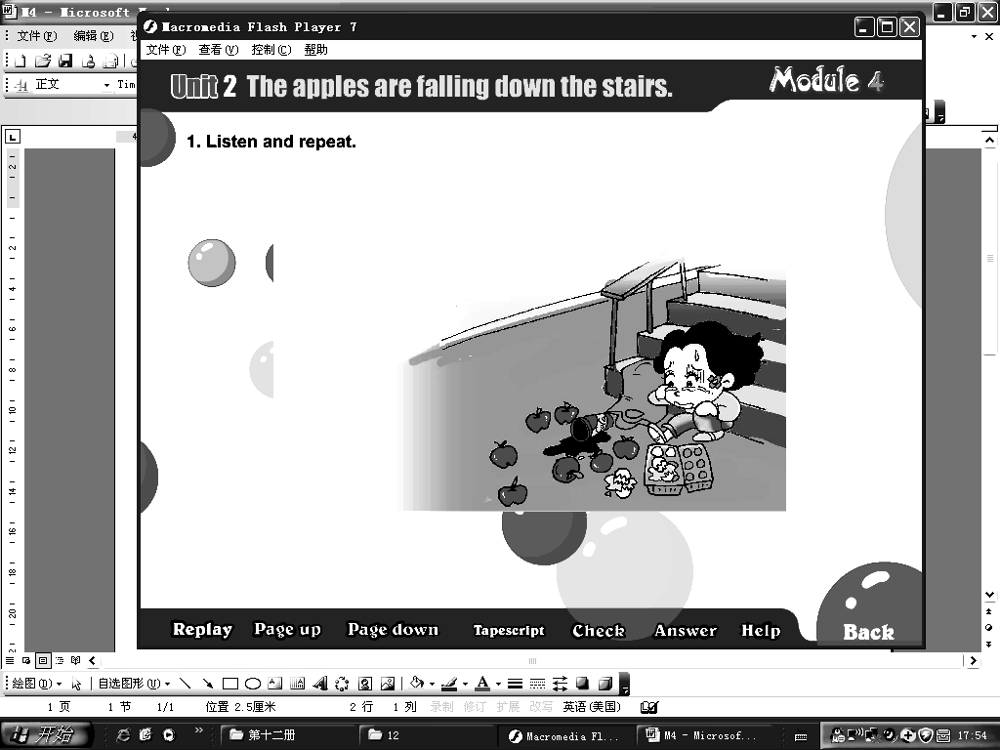 M4 - Microsoft
Macromedia Flash Player 7
文件(F) 编辑(E)
文件(F) 查看(V) 控制(C) 帮助
正文 Tim
Unit 2 The apples are falling down the stairs.
Module 4
1. Listen and repeat.
Replay Page up Page down Tapescript Check Answer Help Back
绘图(D) 自选图形(U)
1 页 1 节 1/1 位置 2.5厘米 2 行 1 列 录制 修订 扩展 改写 英语(美国)
开始 第十二册 12 Macromedia Fl... M4 - Microsof... 17:54